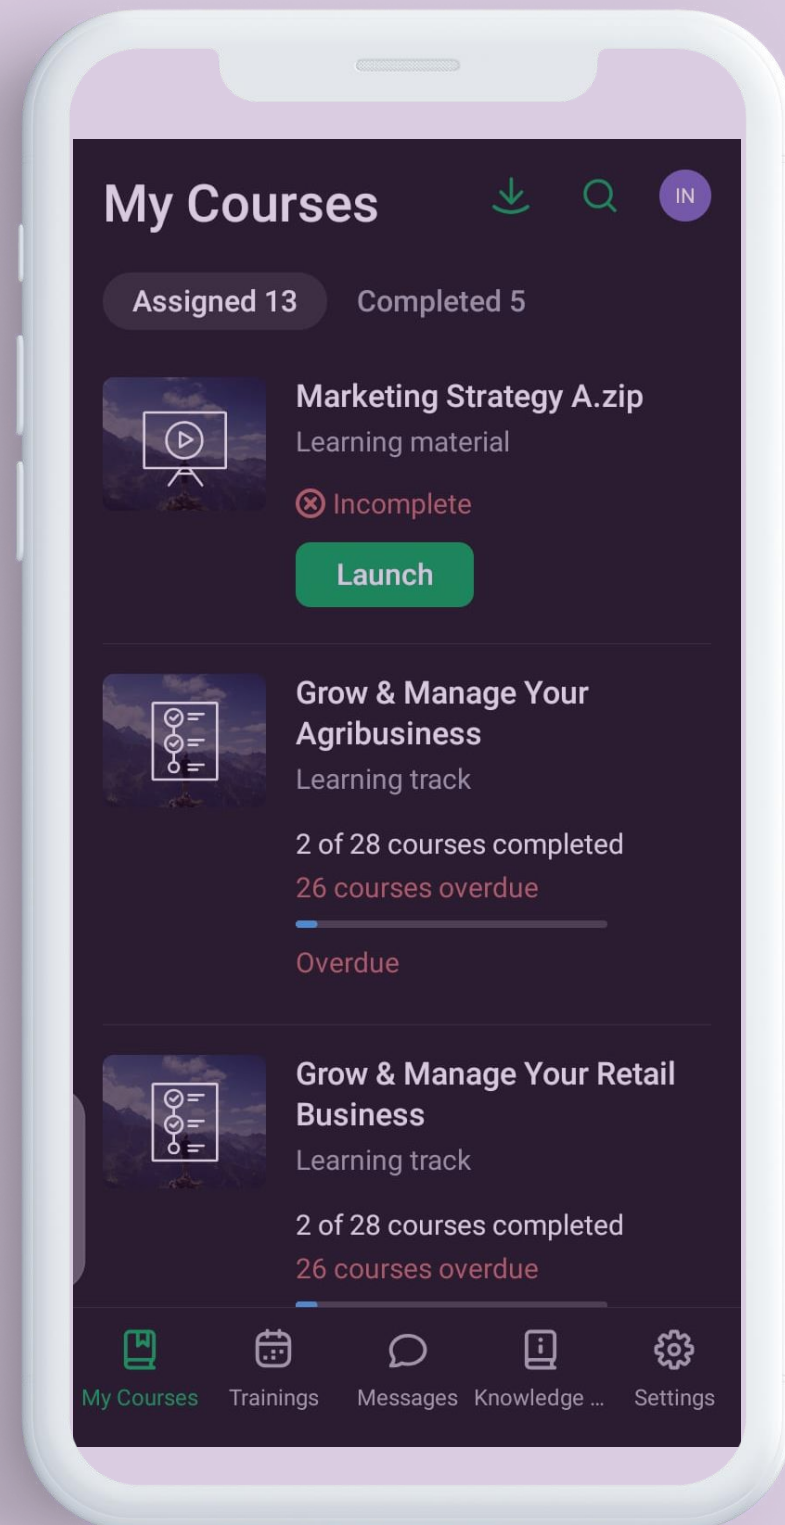 My Courses
IN
Assigned 13
Completed 5
Marketing Strategy A.zip
Learning material
Incomplete
Launch
Grow & Manage Your
Agribusiness
Learning track
2 of 28 courses completed
26 courses overdue
Overdue
Grow & Manage Your Retail
Business
Learning track
2 of 28 courses completed
26 courses overdue
My Courses
Trainings
Messages
Knowledge ...
Settings